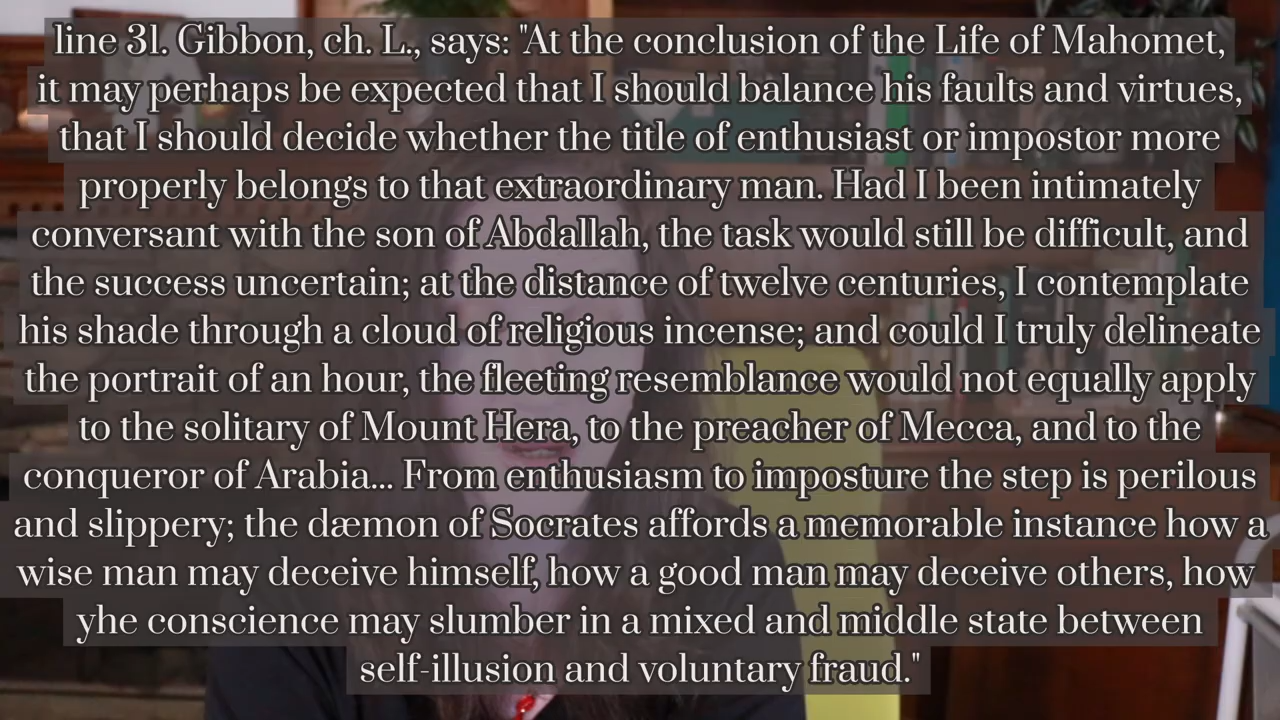 line 31. Gibbon, ch. L., says: "At the conclusion of the Life of Mahomet,
it may perhaps be expected that I should balance his faults and virtues,
that I should decide whether the title of enthusiast or impostor more
properly belongs to that extraordinary man. Had I been intimately
conversant with the son of Abdallah, the task would still be difficult, and
the success uncertain; at the distance of twelve centuries, I contemplate
his shade through a cloud of religious incense; and could I truly delineate
the portrait of an hour, the fleeting resemblance would not equally apply
to the solitary of Mount Hera, to the preacher of Mecca, and to the
conqueror of Arabia... From enthusiasm to imposture the step is perilous
and slippery; the dæmon of Socrates affords a memorable instance how a
wise man may deceive himself, how a good man may deceive others, how
yhe conscience may slumber in a mixed and middle state between
self-illusion and voluntary fraud."